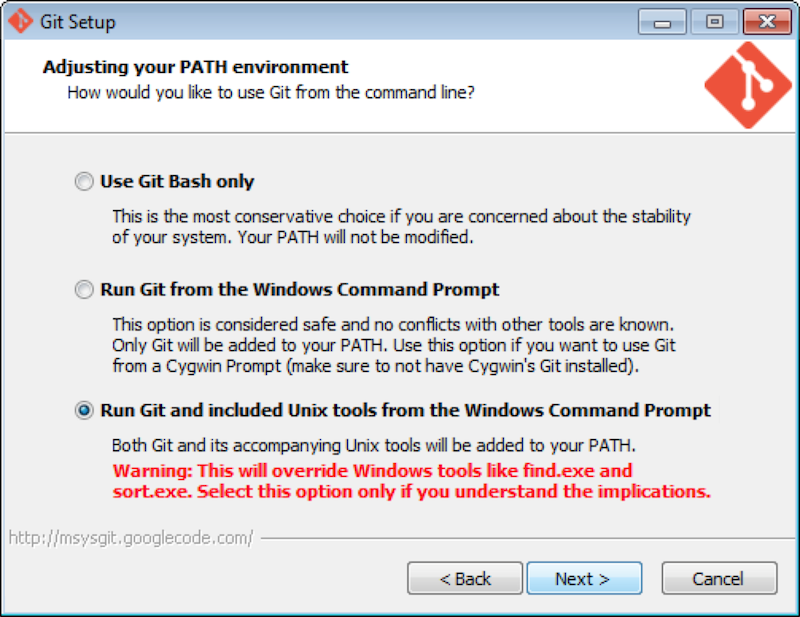 Git Setup
Adjusting your PATH environment
How would you like to use Git from the command line?
Use Git Bash only
This is the most conservative choice if you are concerned about the stability
of your system. Your PATH will not be modified.
Run Git from the Windows Command Prompt
This option is considered safe and no conflicts with other tools are known.
Only Git will be added to your PATH. Use this option if you want to use Git
from a Cygwin Prompt (make sure to not have Cygwin's Git installed).
Run Git and included Unix tools from the Windows Command Prompt
Both Git and its accompanying Unix tools will be added to your PATH.
Warning: This will override Windows tools like find.exe and
sort.exe. Select this option only if you understand the implications.
http://msysgit.googlecode.com/
< Back
Next >
Cancel